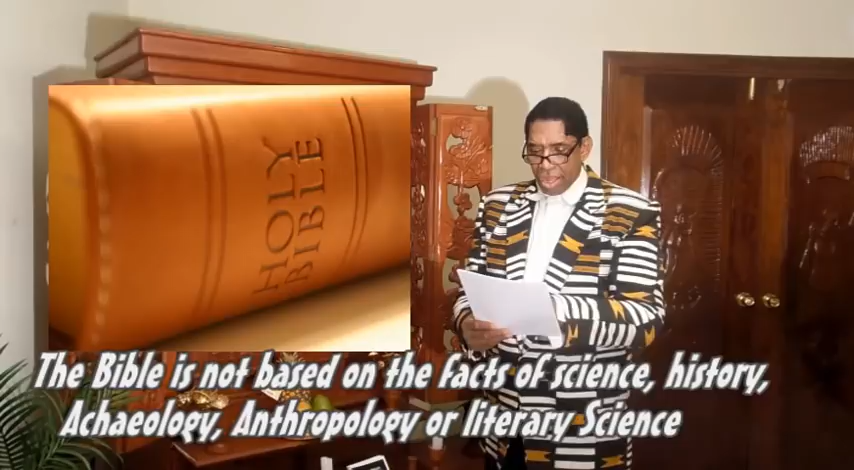 HOLY
BIBLE
The Bible is not based on the facts of science, history,
Achaeology, Anthropology or literary Science